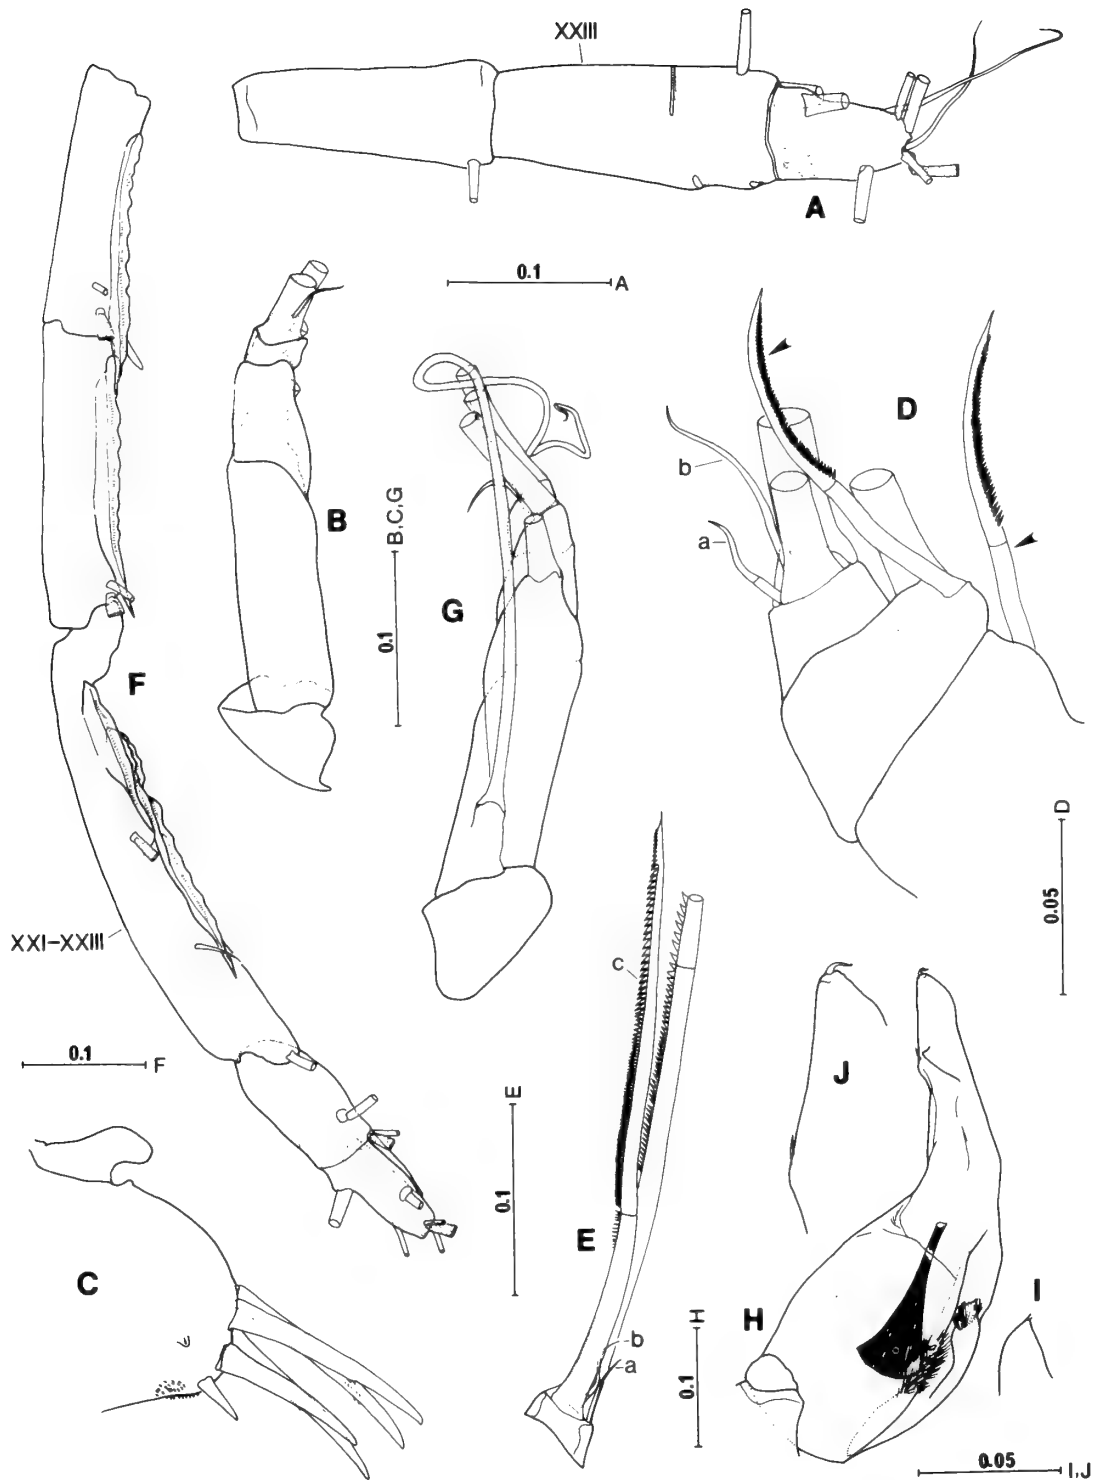 XXIII
A
0.1 A
B
B,C,G
0.1
G
D
b
a
F
XXI-XXIII
0.1 F
0.05 D
c
E
0.1
E
b
a
C
J
H
I
0.1 H
0.05 I,J